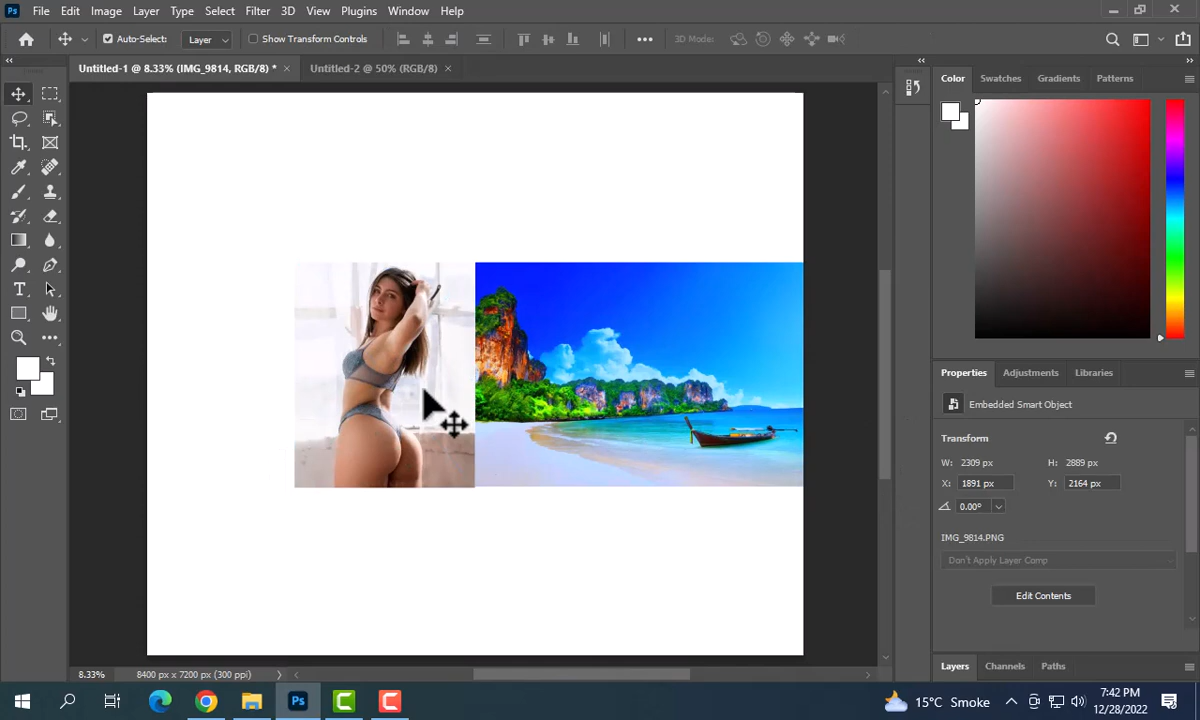 Ps File Edit Image Layer Type Select Filter 3D View Plugins Window Help
Auto-Select: Layer Show Transform Controls 3D Mode:
Untitled-1 @ 8.33% (IMG_9814, RGB/8) * × Untitled-2 @ 50% (RGB/8) ×
Color Swatches Gradients Patterns
Properties Adjustments Libraries
Embedded Smart Object
Transform
W: 2309 px H: 2889 px
X: 1891 px Y: 2164 px
0.00°
IMG_9814.PNG
Don't Apply Layer Comp
Edit Contents
Layers Channels Paths
8.33% 8400 px x 7200 px (300 ppi)
Ps 15°C Smoke 7:42 PM
12/28/2022